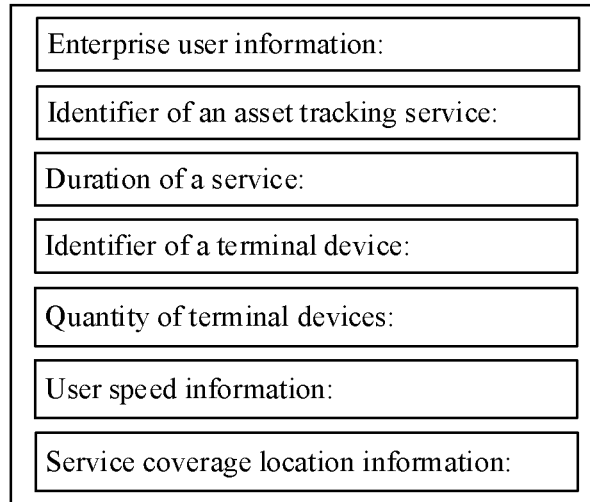 Enterprise user information:
Identifier of an asset tracking service:
Duration of a service:
Identifier of a terminal device:
Quantity of terminal devices:
User speed information:
Service coverage location information: